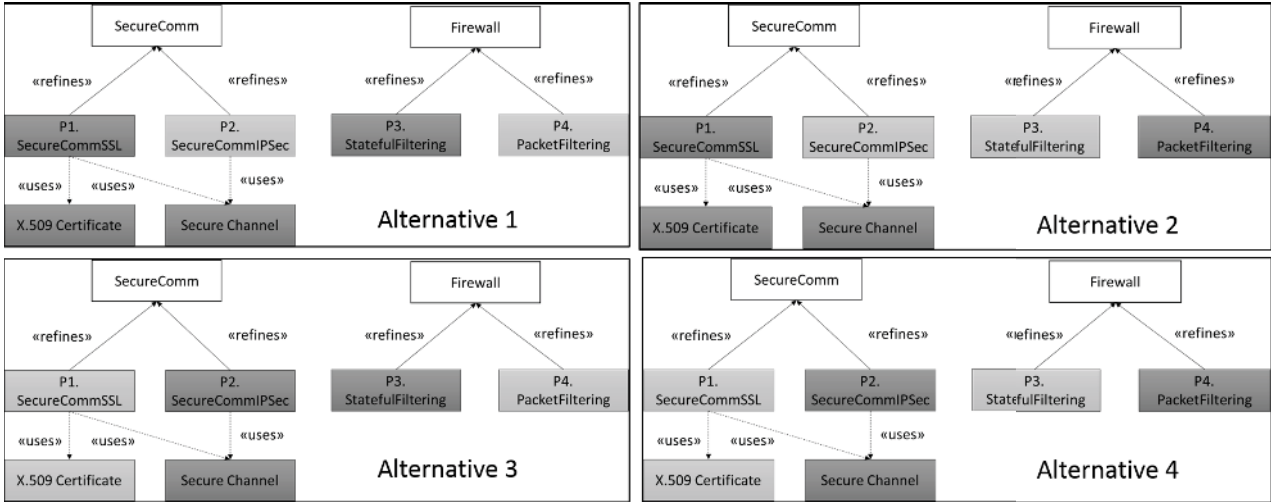 SecureComm
Firewall
«refines»
«refines»
«refines»
«refines»
P1.
SecureCommSSL
P2.
SecureCommIPSec
P3.
StatefulFiltering
P4.
PacketFiltering
«uses»
«uses»
«uses»
X.509 Certificate
Secure Channel
Alternative 1
SecureComm
Firewall
«refines»
«refines»
«refines»
«refines»
P1.
SecureCommSSL
P2.
SecureCommIPSec
P3.
StatefulFiltering
P4.
PacketFiltering
«uses»
«uses»
«uses»
X.509 Certificate
Secure Channel
Alternative 2
SecureComm
Firewall
«refines»
«refines»
«refines»
«refines»
P1.
SecureCommSSL
P2.
SecureCommIPSec
P3.
StatefulFiltering
P4.
PacketFiltering
«uses»
«uses»
«uses»
X.509 Certificate
Secure Channel
Alternative 3
SecureComm
Firewall
«refines»
«refines»
«refines»
«refines»
P1.
SecureCommSSL
P2.
SecureCommIPSec
P3.
StatefulFiltering
P4.
PacketFiltering
«uses»
«uses»
«uses»
X.509 Certificate
Secure Channel
Alternative 4